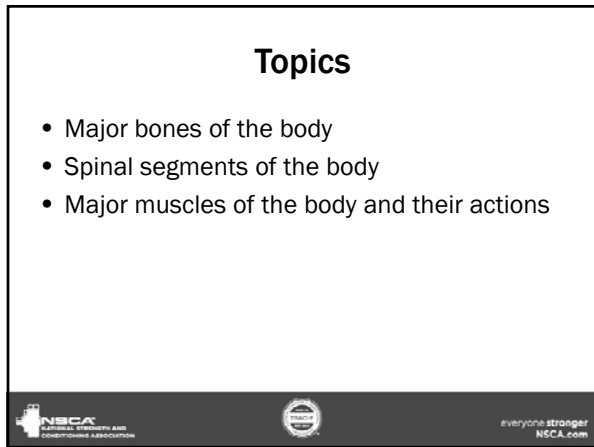 Topics
• Major bones of the body
• Spinal segments of the body
• Major muscles of the body and their actions
NSCA
NATIONAL STRENGTH AND
CONDITIONING ASSOCIATION
everyone stronger
NSCA.com